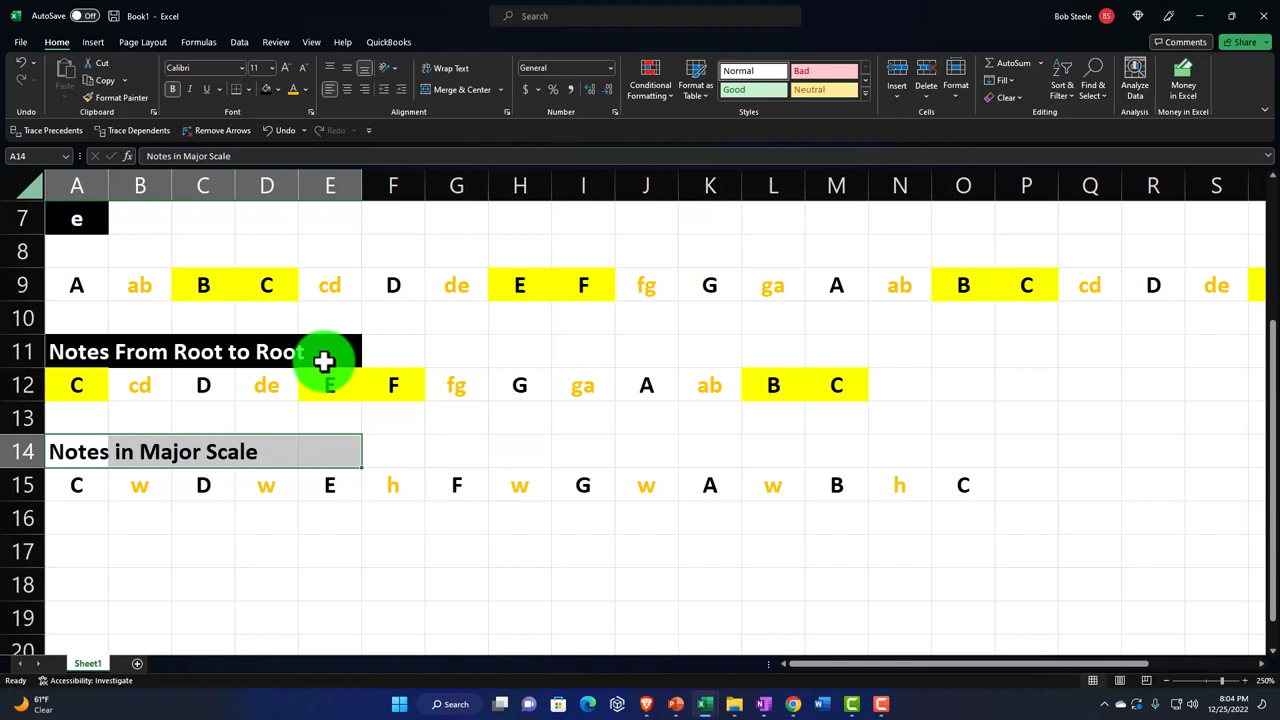 AutoSave Off Book1 - Excel Search Bob Steele BS
File Home Insert Page Layout Formulas Data Review View Help QuickBooks Comments Share
Undo
Paste Cut Copy Format Painter Clipboard
Calibri 11 B I U A A A Font
ab Wrap Text Merge & Center Alignment
General $ % Number
Conditional Formatting Format as Table
Normal Bad Good Neutral Styles
Insert Delete Format Cells
AutoSum Fill Clear Sort & Filter Find & Select Editing
Analyze Data Analysis
Money in Excel Money in Excel
Trace Precedents Trace Dependents Remove Arrows Undo Redo
A14 fx Notes in Major Scale
A B C D E F G H I J K L M N O P Q R S
7 e
8
9 A ab B C cd D de E F fg G ga A ab B C cd D de
10
11 Notes From Root to Root
12 C cd D de E F fg G ga A ab B C
13
14 Notes in Major Scale
15 C w D w E h F w G w A w B h C
16
17
18
19
20
Sheet1
Ready Accessibility: Investigate 250%
61°F Clear Search 8:04 PM 12/25/2022